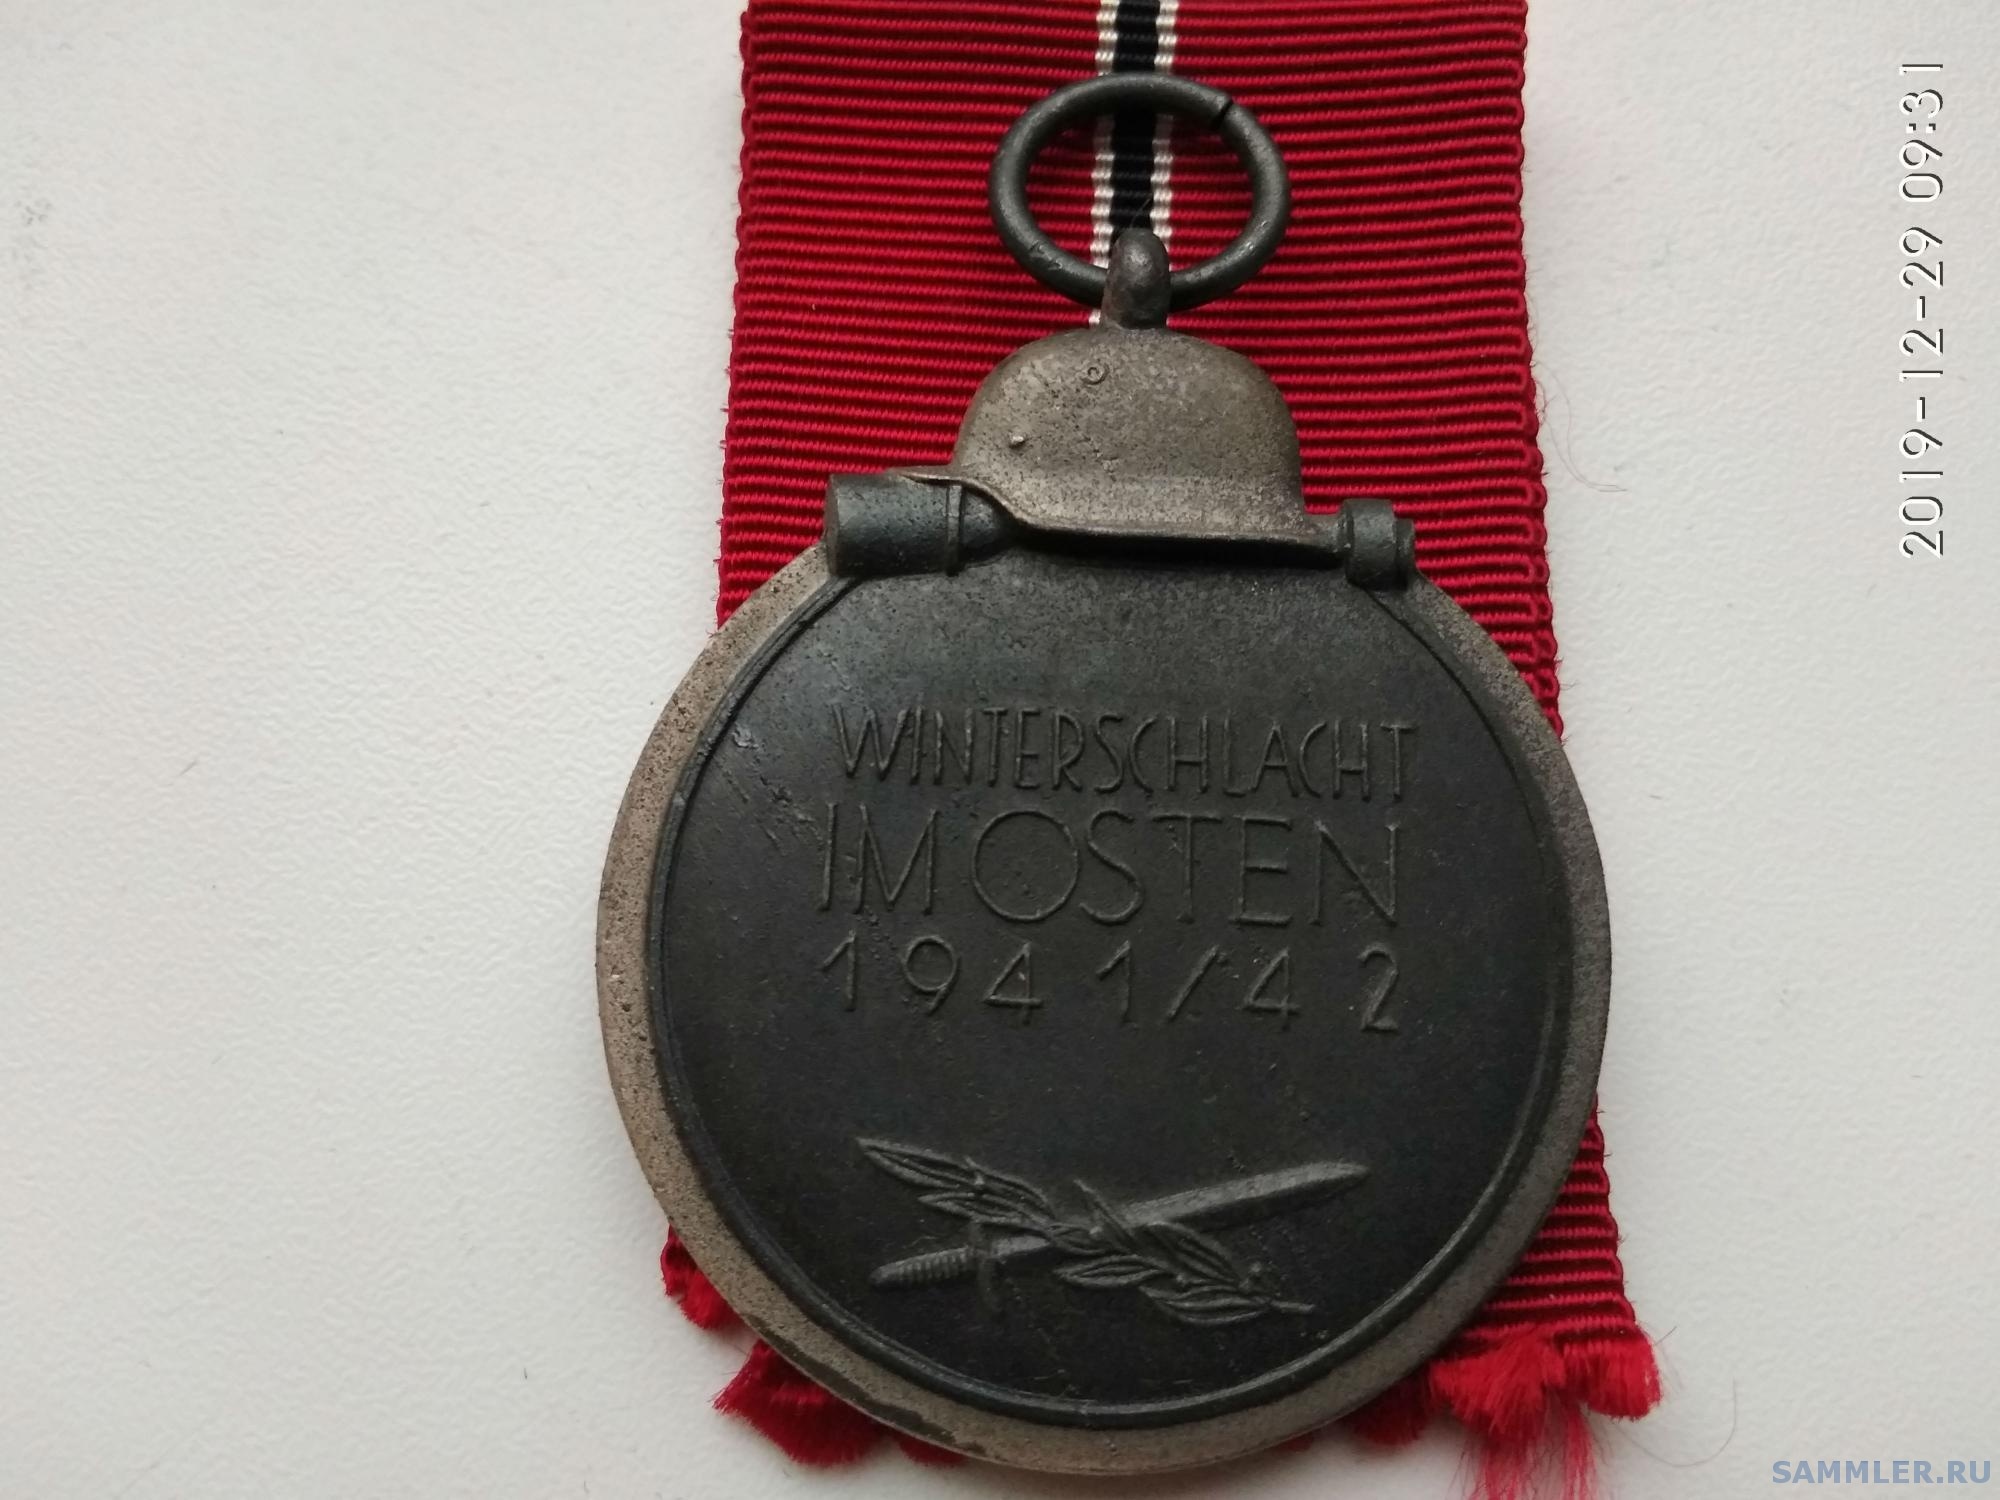 WINTERSCHLACHT
IM OSTEN
1941/42
2019-12-29 09:31
SAMMLER.RU